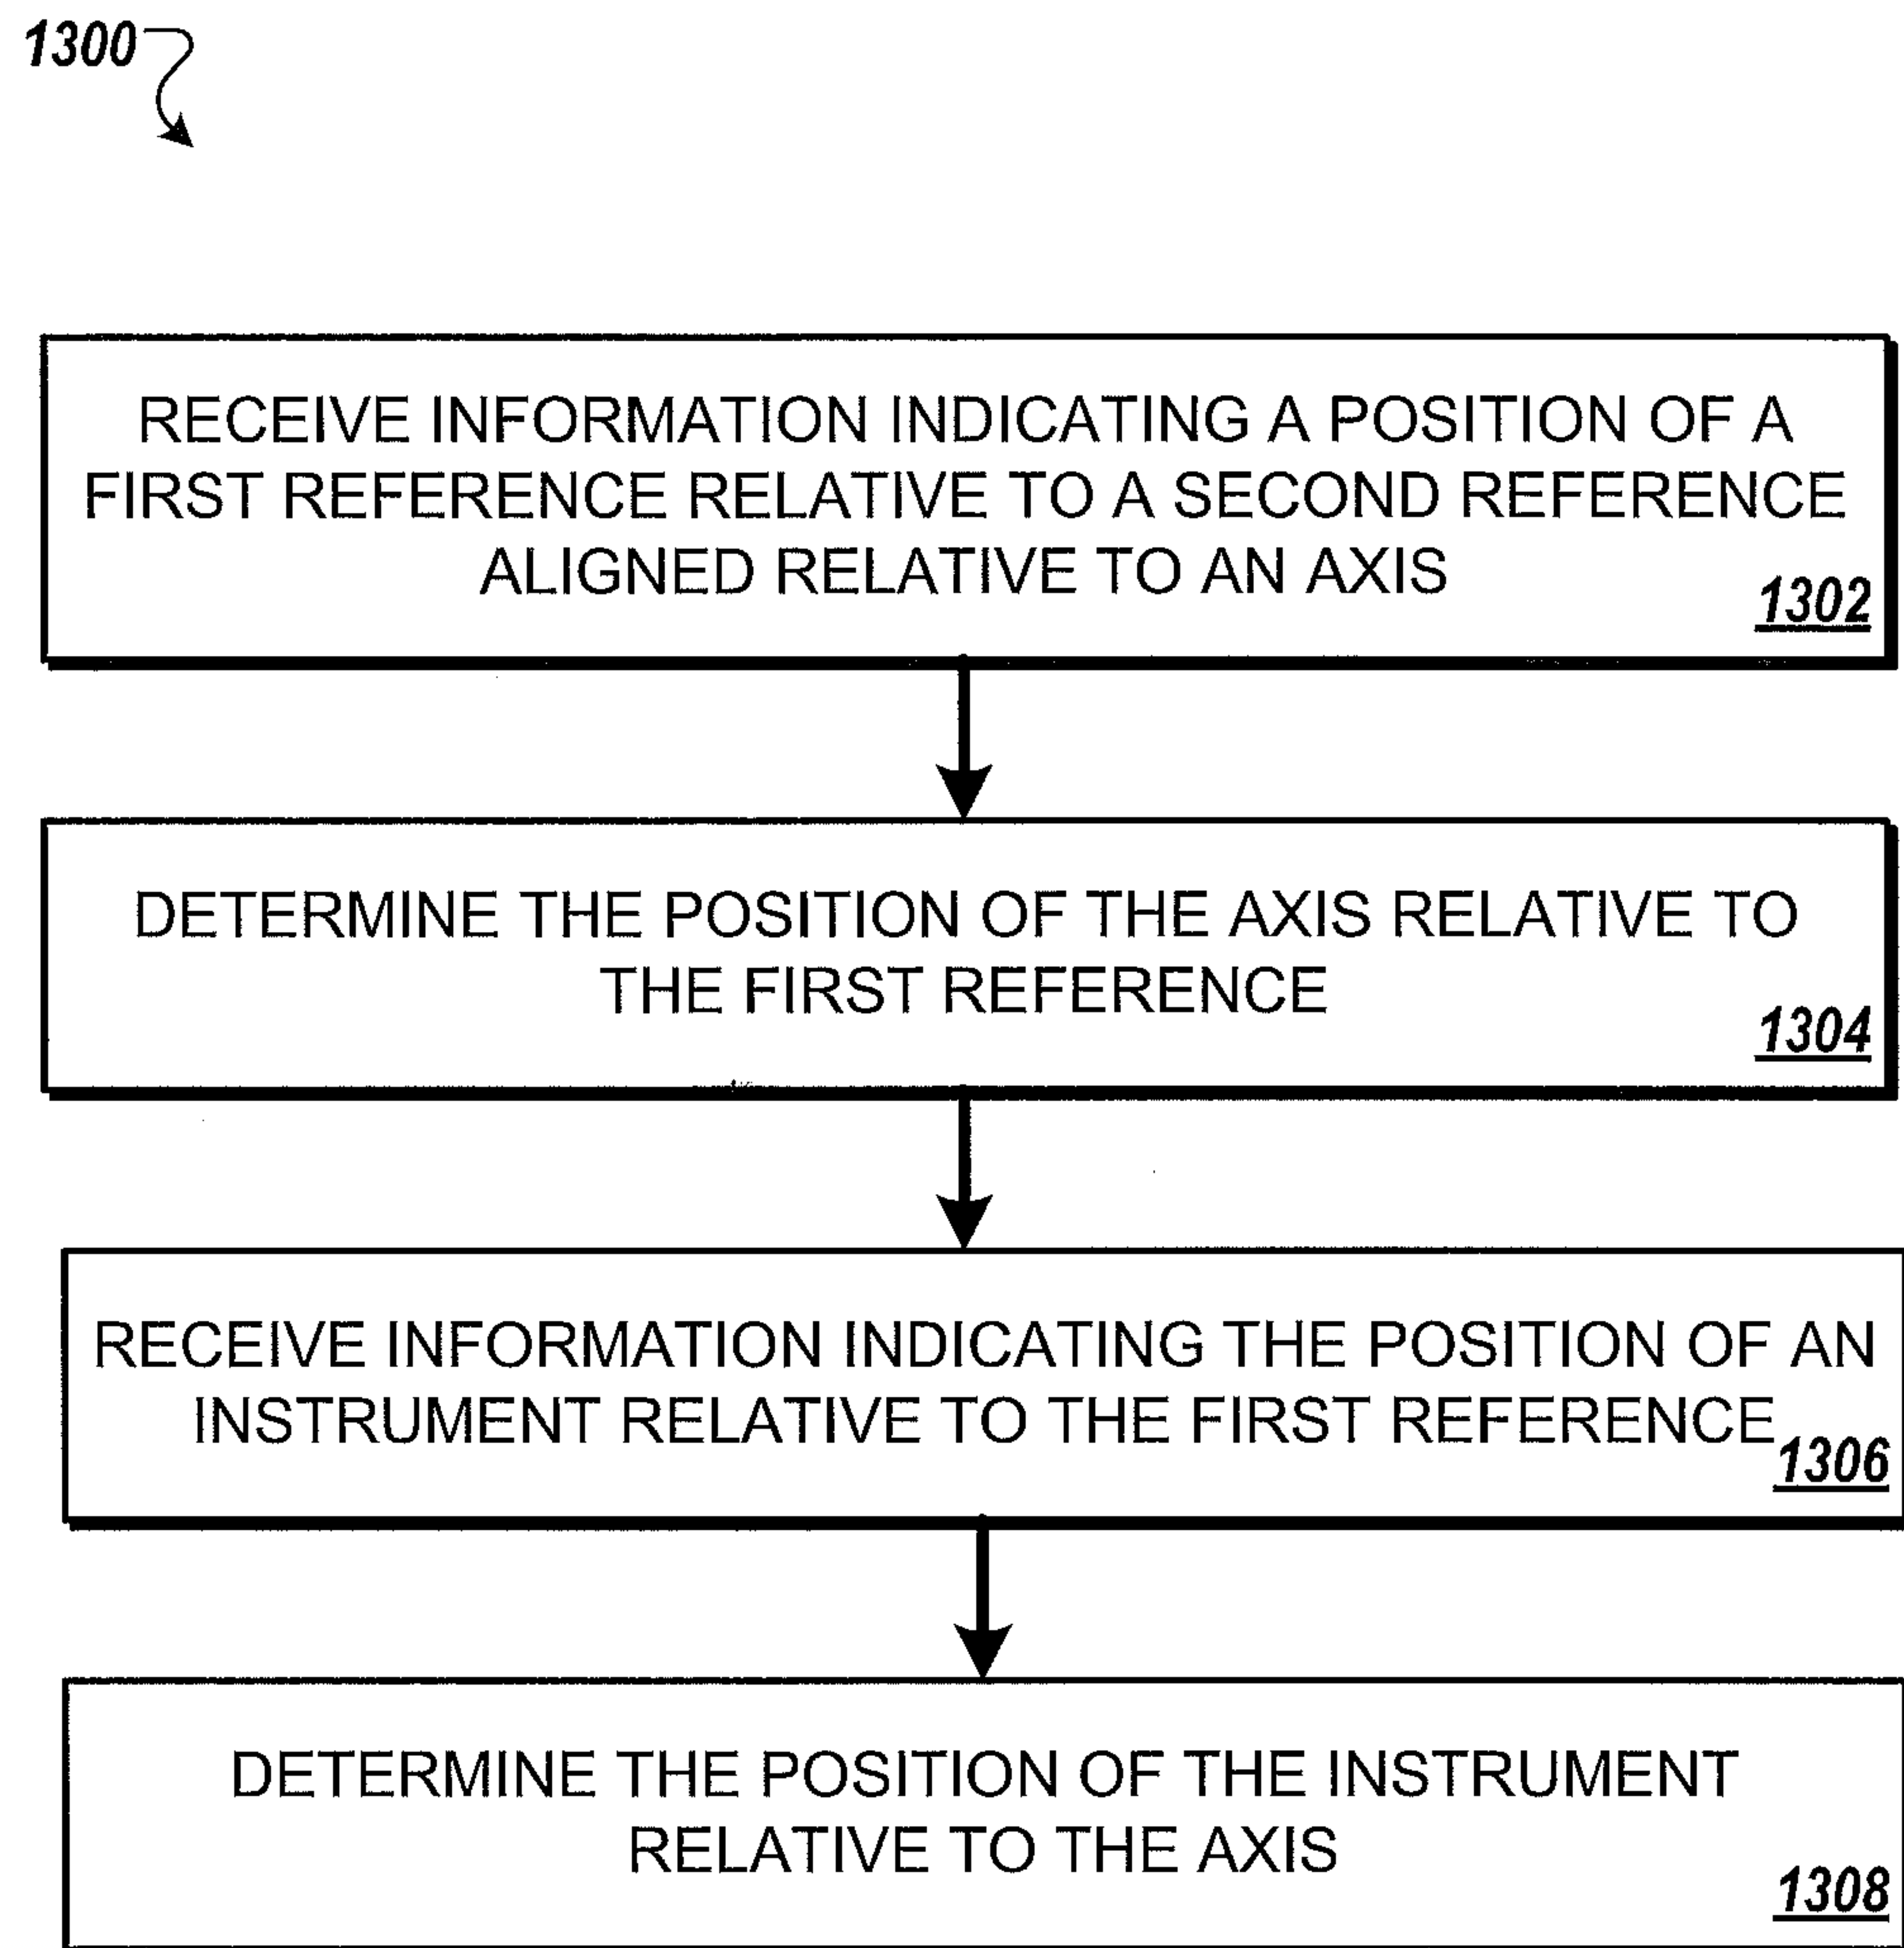 1300
RECEIVE INFORMATION INDICATING A POSITION OF A
FIRST REFERENCE RELATIVE TO A SECOND REFERENCE
ALIGNED RELATIVE TO AN AXIS
1302
DETERMINE THE POSITION OF THE AXIS RELATIVE TO
THE FIRST REFERENCE
1304
RECEIVE INFORMATION INDICATING THE POSITION OF AN
INSTRUMENT RELATIVE TO THE FIRST REFERENCE
1306
DETERMINE THE POSITION OF THE INSTRUMENT
RELATIVE TO THE AXIS
1308